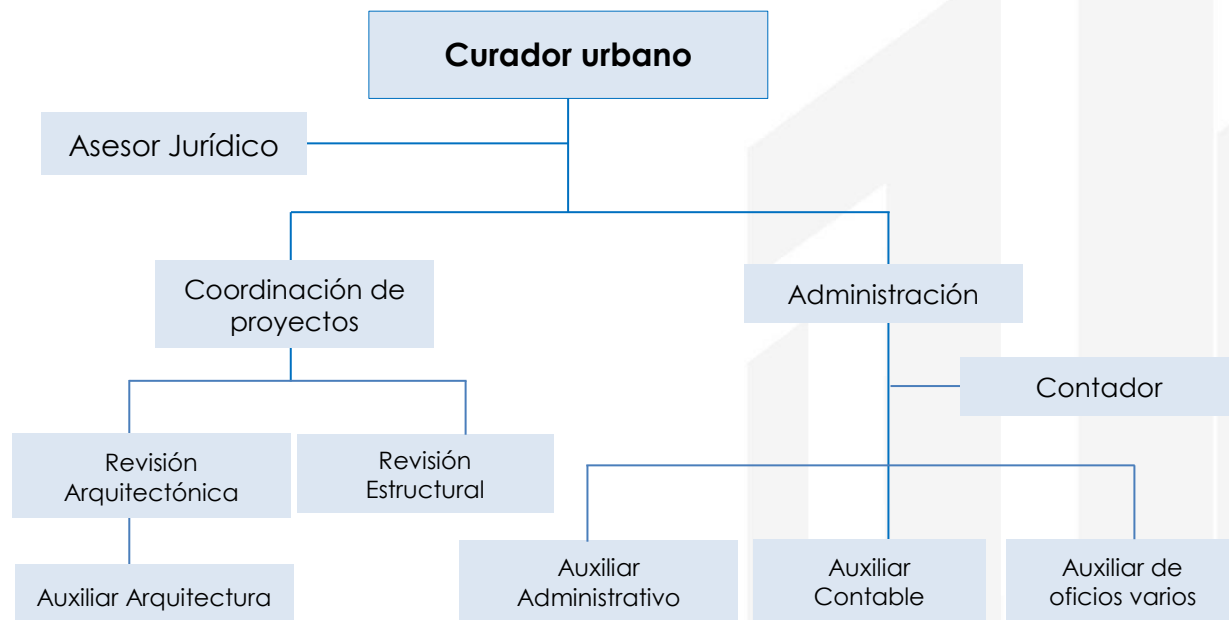 Curador urbano
Asesor Jurídico
Coordinación de
proyectos
Administración
Contador
Revisión
Arquitectónica
Revisión
Estructural
Auxiliar Arquitectura
Auxiliar
Administrativo
Auxiliar
Contable
Auxiliar de
oficios varios